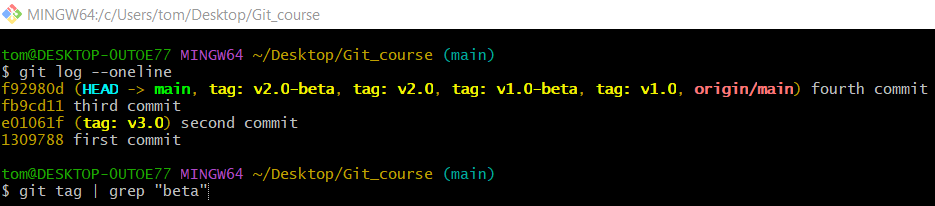 MINGW64:/c/Users/tom/Desktop/Git_course
tom@DESKTOP-OUTOE77 MINGW64 ~/Desktop/Git_course (main)
$ git log --oneline
f92980d (HEAD -> main, tag: v2.0-beta, tag: v2.0, tag: v1.0-beta, tag: v1.0, origin/main) fourth commit
fb9cd11 third commit
e01061f (tag: v3.0) second commit
1309788 first commit
tom@DESKTOP-OUTOE77 MINGW64 ~/Desktop/Git_course (main)
$ git tag | grep "beta"